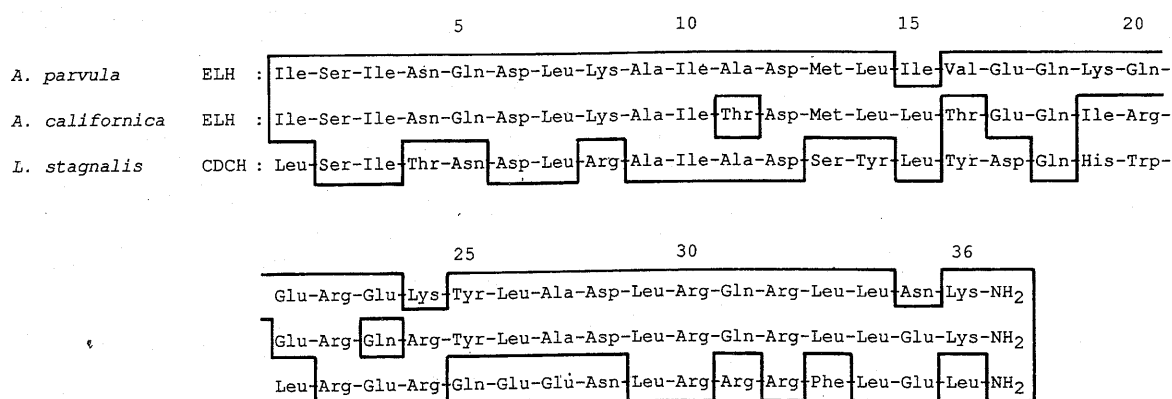 5 10 15 20
A. parvula ELH : Ile-Ser-Ile-Asn-Gln-Asp-Leu-Lys-Ala-Ile-Ala-Asp-Met-Leu-Ile-Val-Glu-Gln-Lys-Gln-
A. californica ELH : Ile-Ser-Ile-Asn-Gln-Asp-Leu-Lys-Ala-Ile-Thr-Asp-Met-Leu-Leu-Thr-Glu-Gln-Ile-Arg-
L. stagnalis CDCH : Leu-Ser-Ile-Thr-Asn-Asp-Leu-Arg-Ala-Ile-Ala-Asp-Ser-Tyr-Leu-Tyr-Asp-Gln-His-Trp-
25 30 36
Glu-Arg-Glu-Lys-Tyr-Leu-Ala-Asp-Leu-Arg-Gln-Arg-Leu-Leu-Asn-Lys-NH2
Glu-Arg-Gln-Arg-Tyr-Leu-Ala-Asp-Leu-Arg-Gln-Arg-Leu-Leu-Glu-Lys-NH2
Leu-Arg-Glu-Arg-Gln-Glu-Glu-Asn-Leu-Arg-Arg-Arg-Phe-Leu-Glu-Leu-NH2